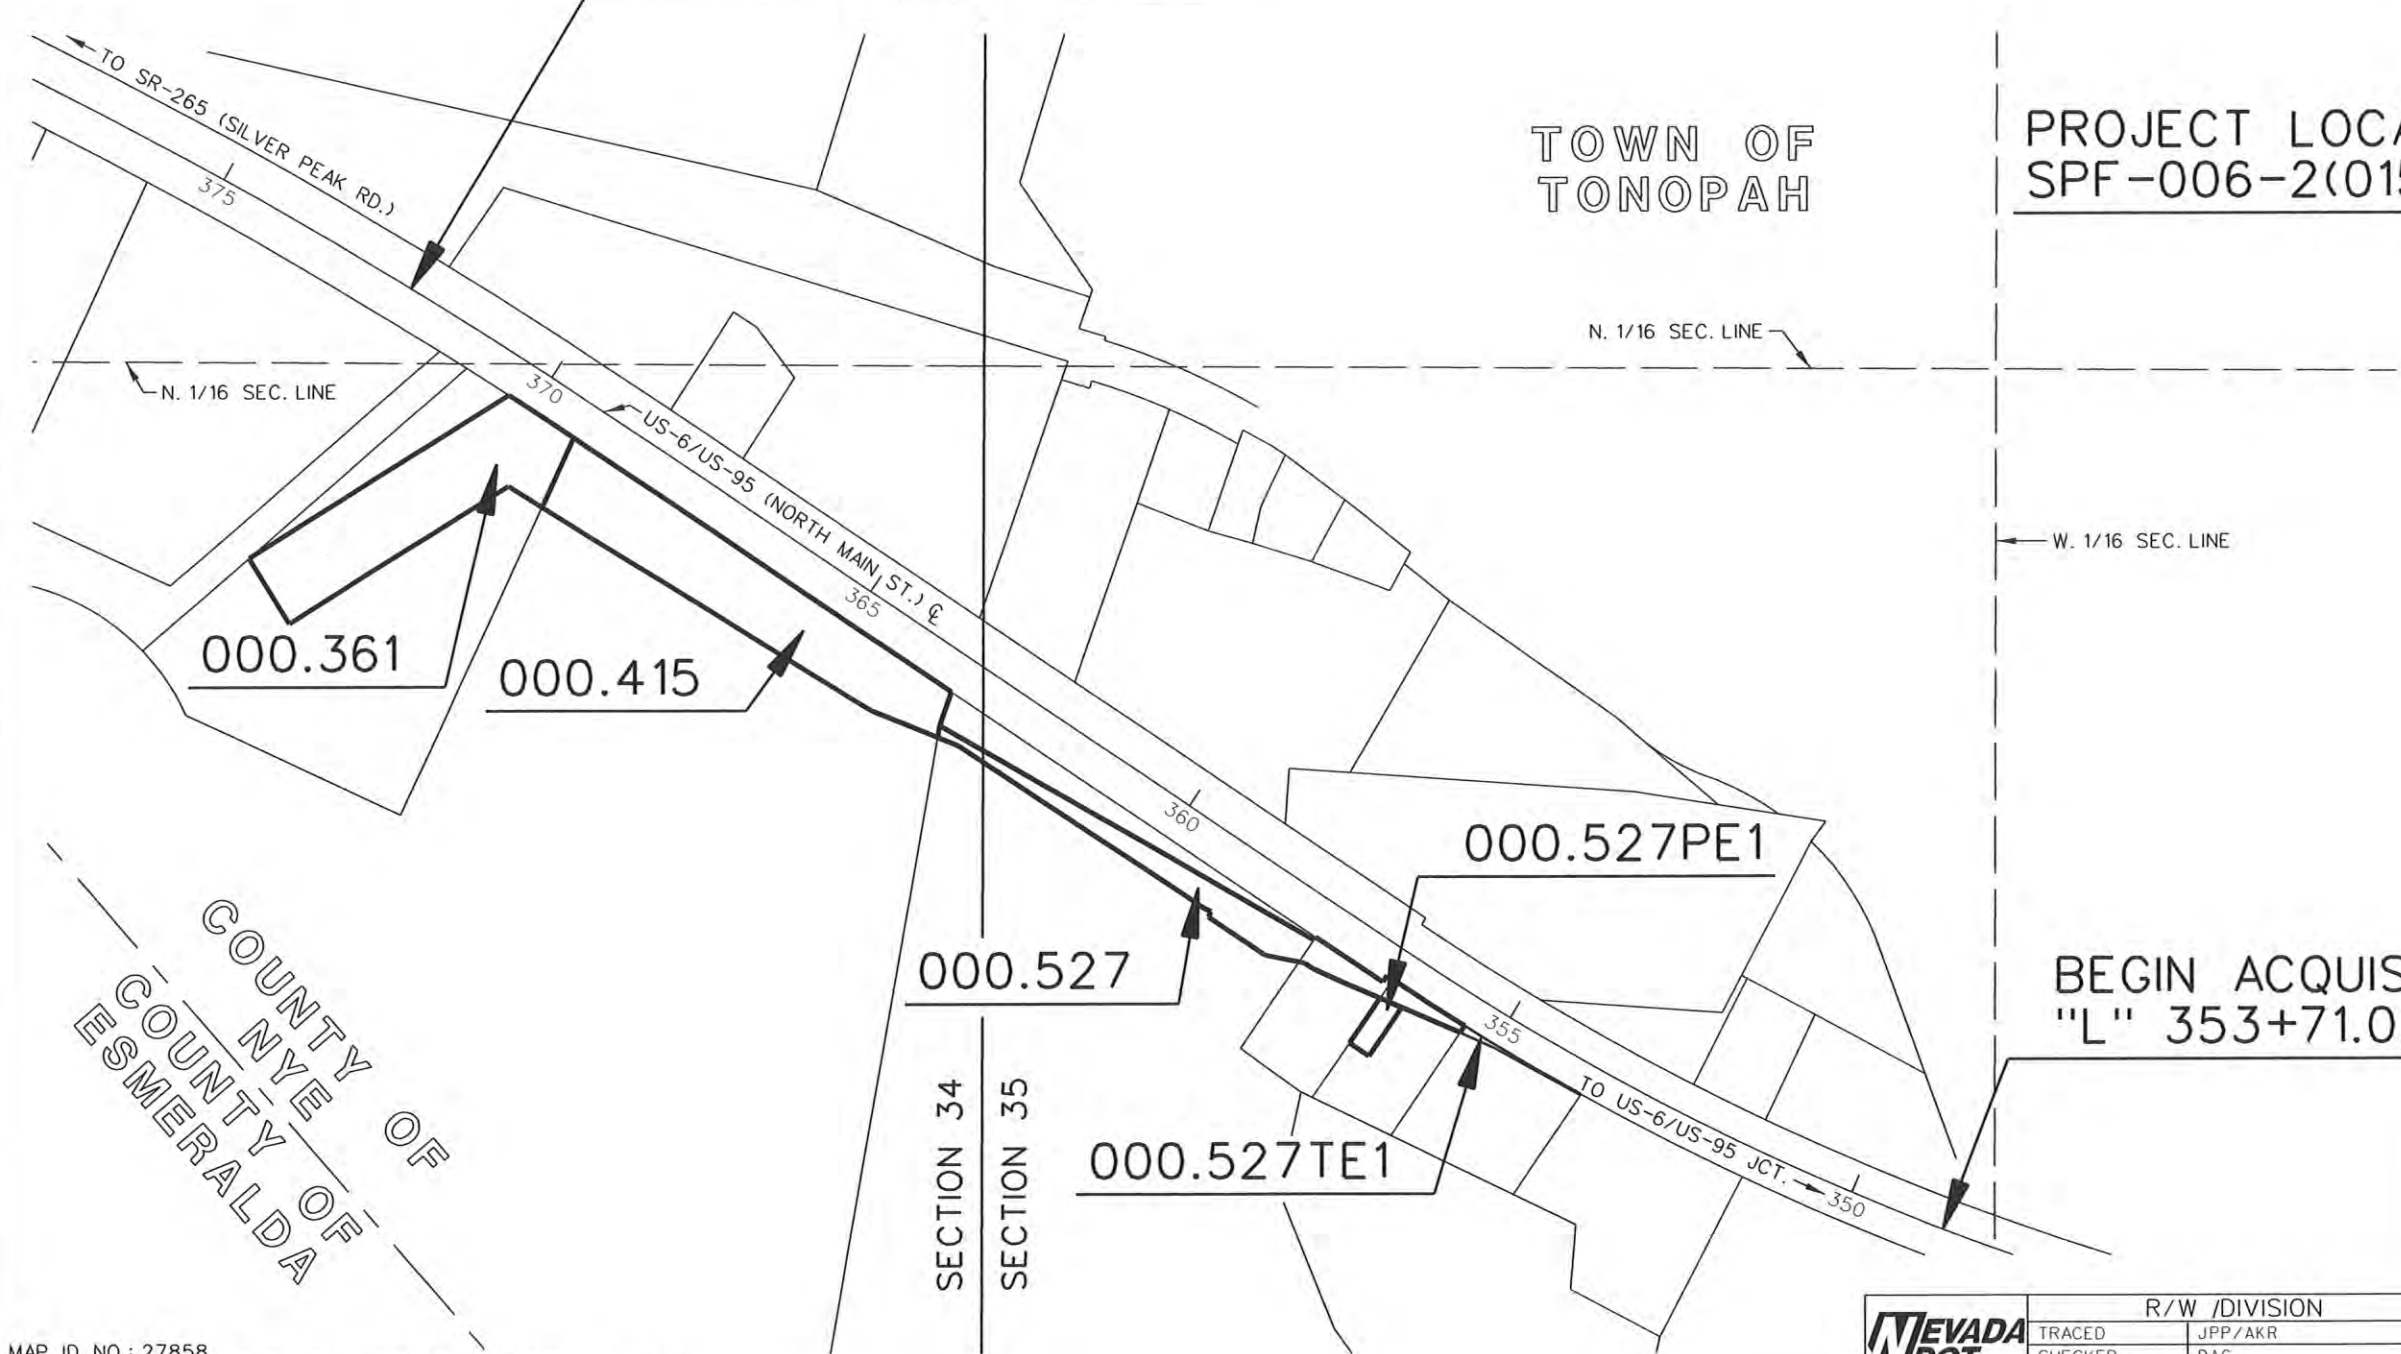 TO SR-265 (SILVER PEAK RD.)
375
TOWN OF
TONOPAH
PROJECT LOCA
SPF-006-2(015
N. 1/16 SEC. LINE
N. 1/16 SEC. LINE
370
US-6/US-95 (NORTH MAIN ST.) ℄
365
W. 1/16 SEC. LINE
000.361
000.415
360
000.527PE1
000.527
355
BEGIN ACQUIS
"L" 353+71.0
COUNTY OF
NYE
COUNTY OF
ESMERALDA
SECTION 34
SECTION 35
000.527TE1
TO US-6/US-95 JCT.
350
MAP ID NO.: 27858
NEVADA
DOT
R/W /DIVISION
TRACED JPP/AKR
CHECKED